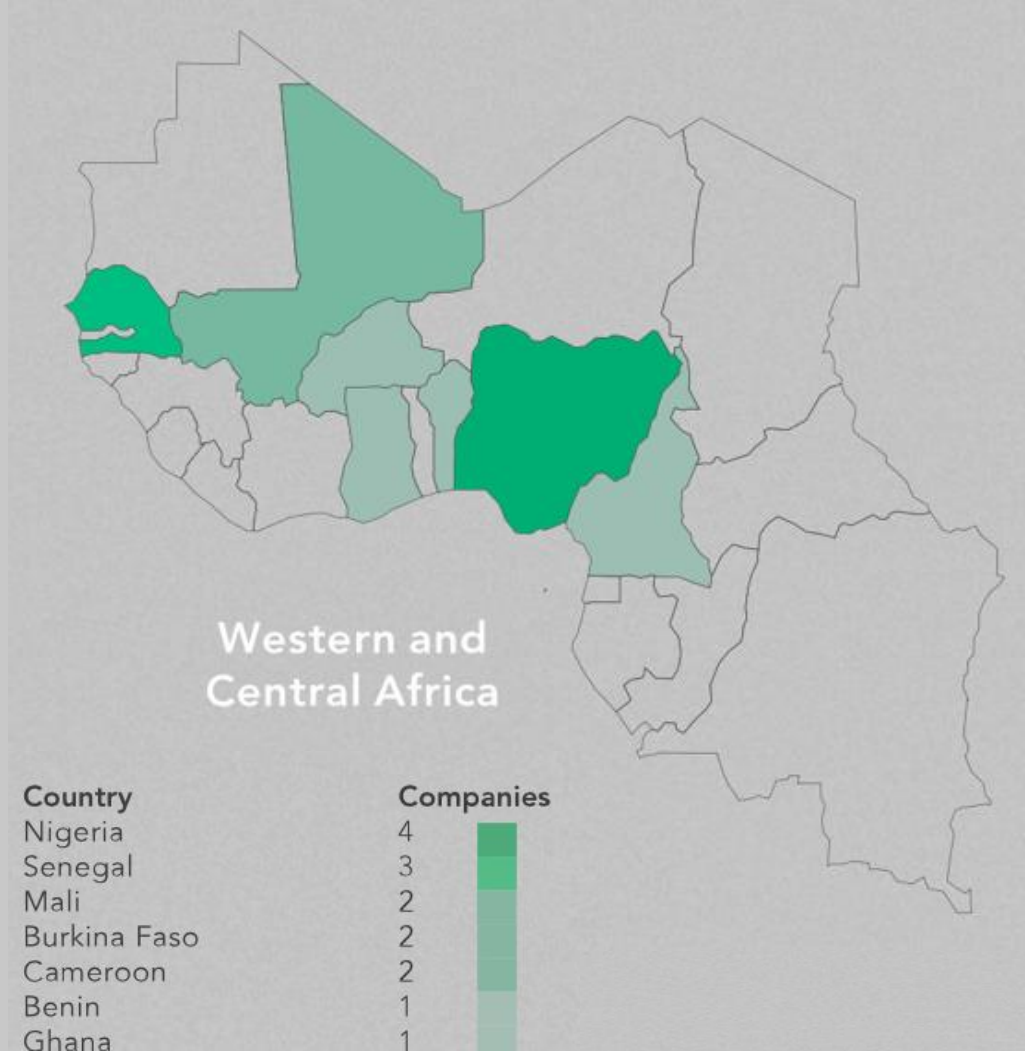 Western and
Central Africa
Country Companies
Nigeria 4
Senegal 3
Mali 2
Burkina Faso 2
Cameroon 2
Benin 1
Ghana 1